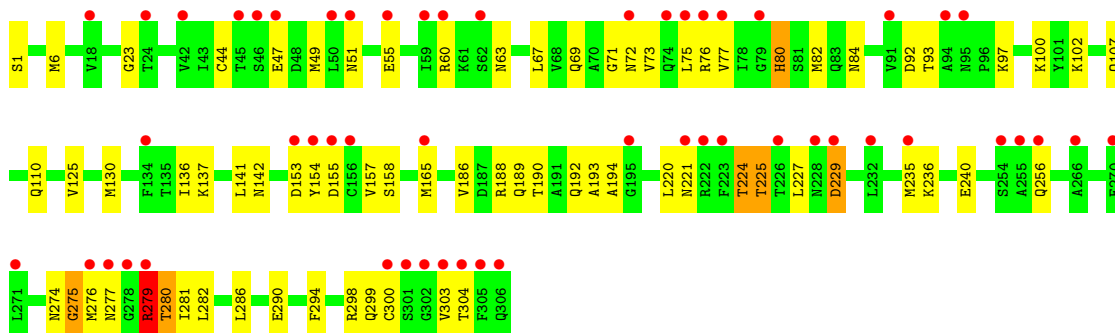 S1 M6 V18 G23 T24 V42 I43 C44 T45 S46 E47 D48 M49 L50 N51 E55 I59 R60 K61 S62 N63 L67 V68 Q69 A70 G71 N72 V73 Q74 L75 R76 V77 I78 G79 H80 S81 M82 Q83 N84 V91 D92 T93 A94 N95 P96 K97 K100 Y101 K102
Q110 V125 M130 F134 T135 I136 K137 L141 N142 D153 Y154 D155 C156 V157 S158 M165 V186 D187 R188 Q189 T190 A191 Q192 A193 A194 G195 L220 N221 R222 F223 T224 T225 T226 L227 N228 D229 L232 M235 K236 E240 S254 A255 Q256 A266
L271 N274 G275 M276 N277 G278 R279 T280 I281 L282 L286 E290 F294 R298 Q299 C300 S301 G302 V303 T304 F305 Q306